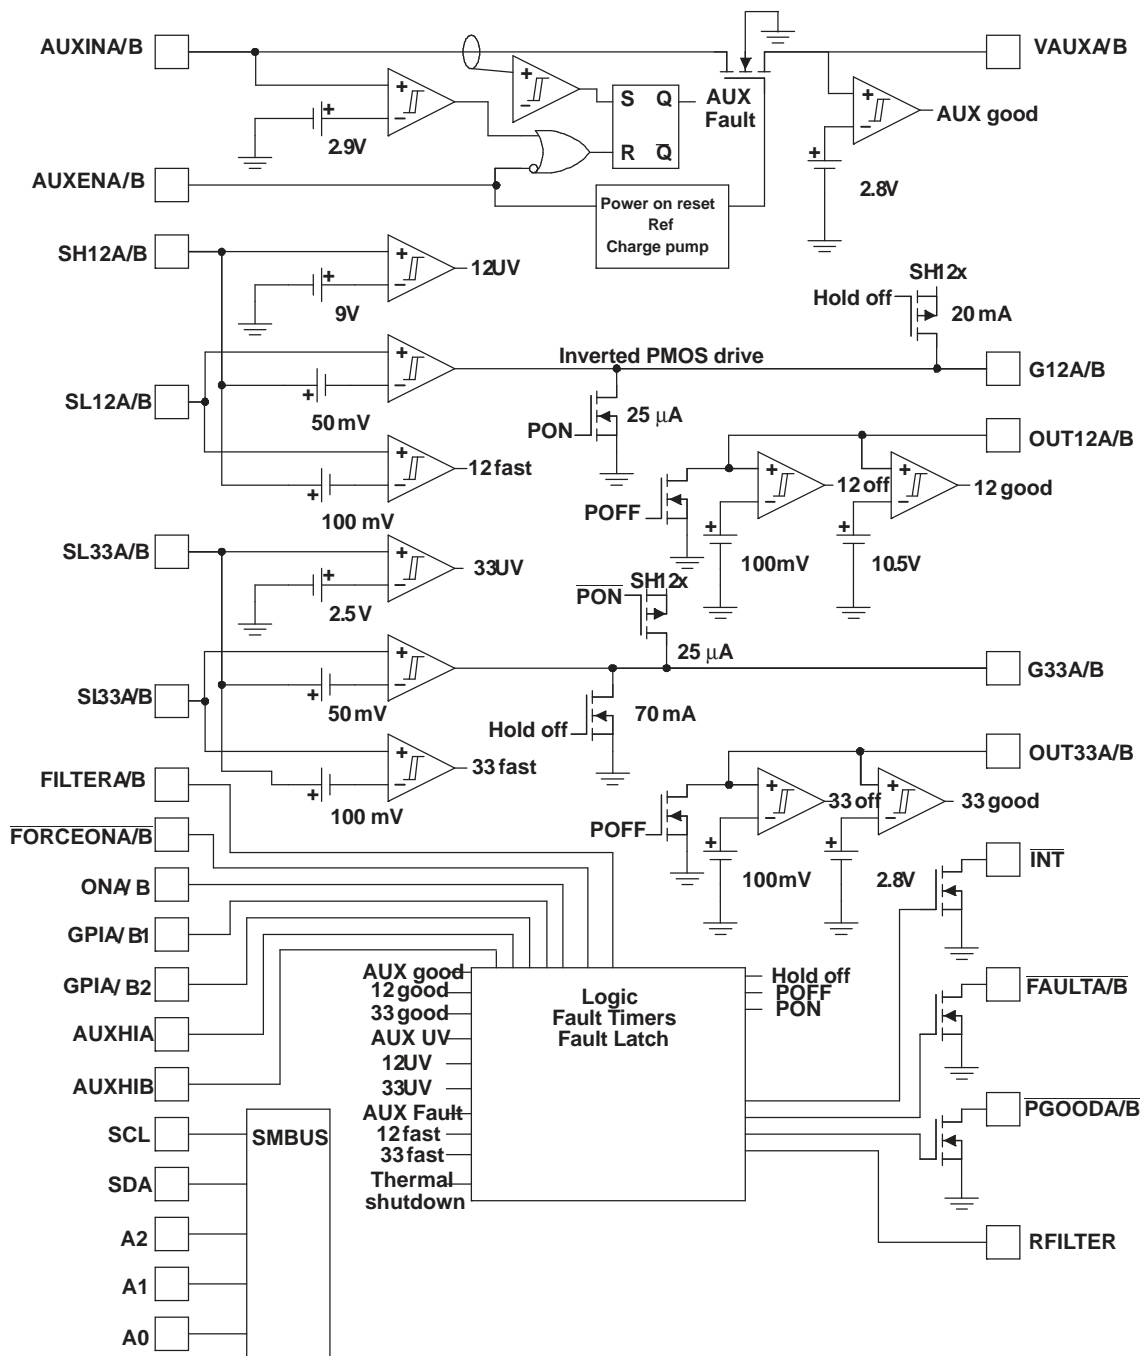 AUXINA/B
VAUXA/B
+
−
2.9V
+
−
S Q
R Q̅
AUX
Fault
+
−
AUX good
+
2.8V
AUXENA/B
Power on reset
Ref
Charge pump
SH12A/B
+
−
+
9V
12UV
SH12x
Hold off
20 mA
Inverted PMOS drive
G12A/B
SL12A/B
+
−
+
50 mV
PON
25 μA
+
−
+
100 mV
12 fast
OUT12A/B
POFF
+
−
12 off
+
100mV
+
−
12 good
+
10.5V
SL33A/B
+
−
+
2.5V
33UV
SH12x
P̅O̅N̅
25 μA
G33A/B
SL33A/B
+
−
+
50 mV
Hold off
70 mA
+
−
+
100 mV
33 fast
OUT33A/B
POFF
+
−
33 off
+
100mV
+
−
33 good
+
2.8V
FILTERA/B
F̅O̅R̅C̅E̅O̅N̅A̅/̅B̅
ONA/ B
GPIA/ B1
GPIA/ B2
AUXHIA
AUXHIB
I̅N̅T̅
F̅A̅U̅L̅T̅A̅/̅B̅
P̅G̅O̅O̅D̅A̅/̅B̅
RFILTER
AUX good
12 good
33 good
AUX UV
12UV
33UV
AUX Fault
12 fast
33 fast
Thermal
shutdown
Logic
Fault Timers
Fault Latch
Hold off
POFF
PON
SCL
SMBUS
SDA
A2
A1
A0